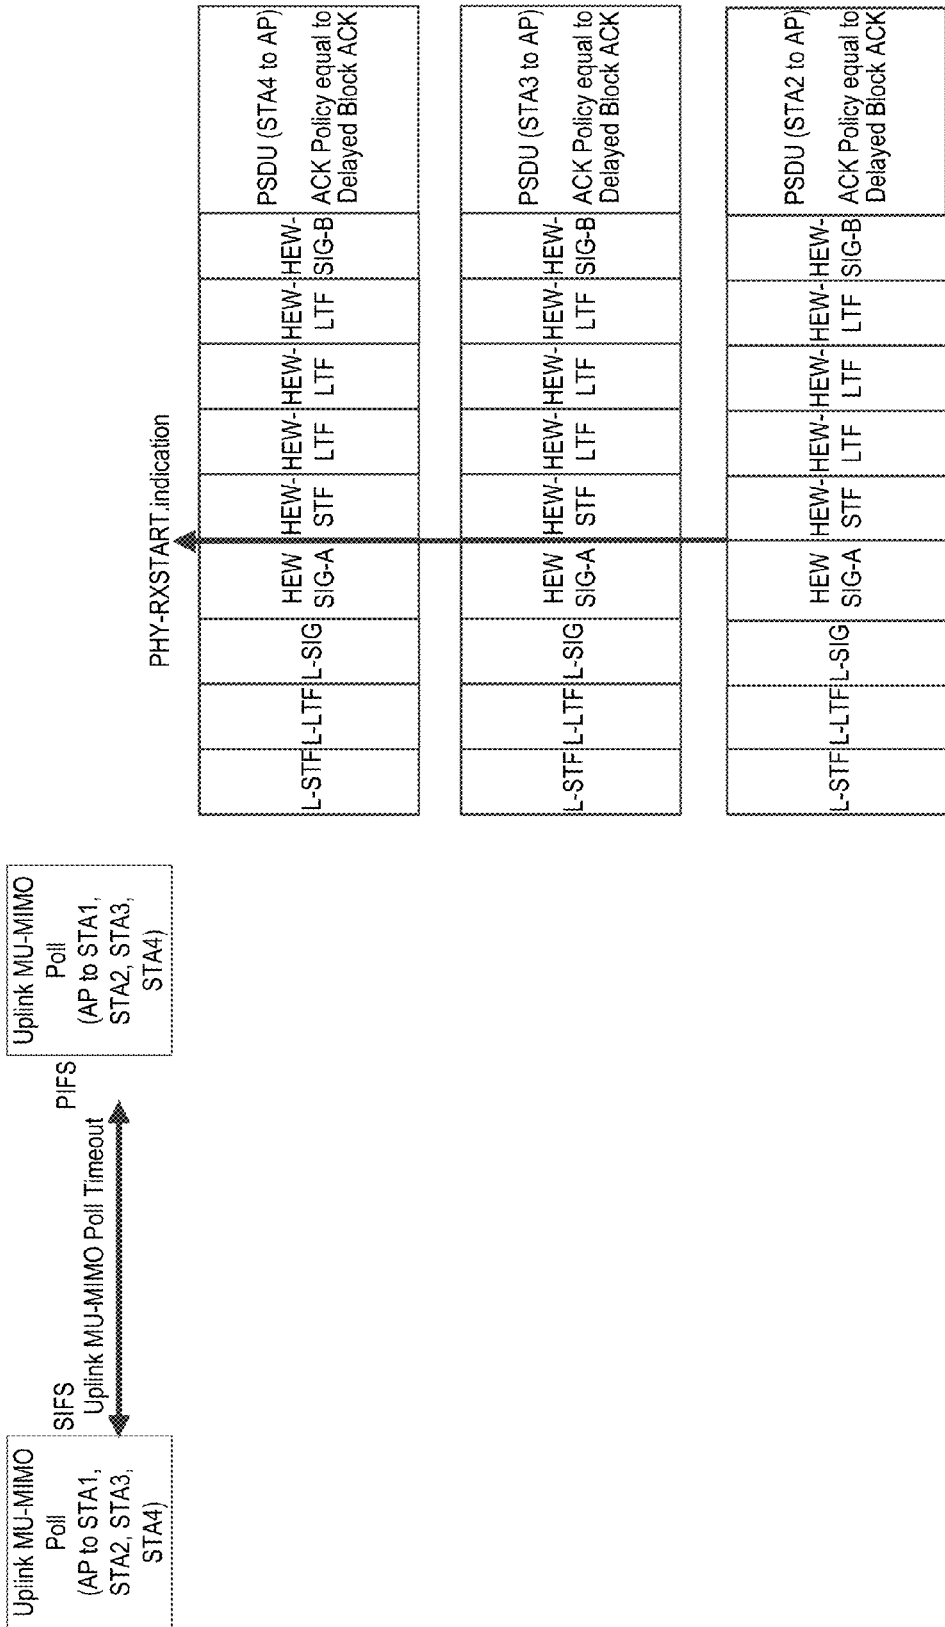 Uplink MU-MIMO
Poll
(AP to STA1,
STA2, STA3,
STA4)
SIFS
Uplink MU-MIMO Poll Timeout
PIFS
Uplink MU-MIMO
Poll
(AP to STA1,
STA2, STA3,
STA4)
PHY-RXSTART.indication
L-STF
L-LTF
L-SIG
HEW
SIG-A
HEW-
STF
HEW-
LTF
HEW-
LTF
HEW-
LTF
HEW-
SIG-B
PSDU (STA4 to AP)
ACK Policy equal to
Delayed Block ACK
L-STF
L-LTF
L-SIG
HEW
SIG-A
HEW-
STF
HEW-
LTF
HEW-
LTF
HEW-
LTF
HEW-
SIG-B
PSDU (STA3 to AP)
ACK Policy equal to
Delayed Block ACK
L-STF
L-LTF
L-SIG
HEW
SIG-A
HEW-
STF
HEW-
LTF
HEW-
LTF
HEW-
LTF
HEW-
SIG-B
PSDU (STA2 to AP)
ACK Policy equal to
Delayed Block ACK